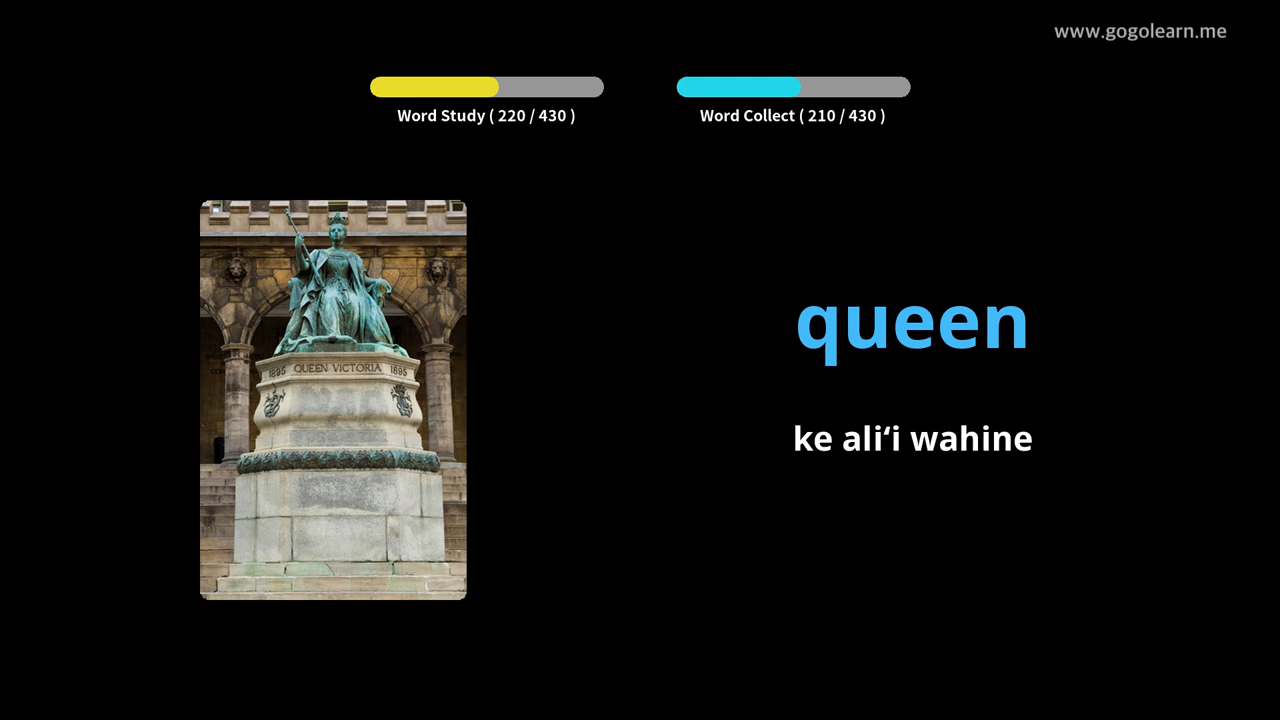 www.gogolearn.me
Word Study ( 220 / 430 )
Word Collect ( 210 / 430 )
1895 QUEEN VICTORIA 1895
queen
ke aliʻi wahine